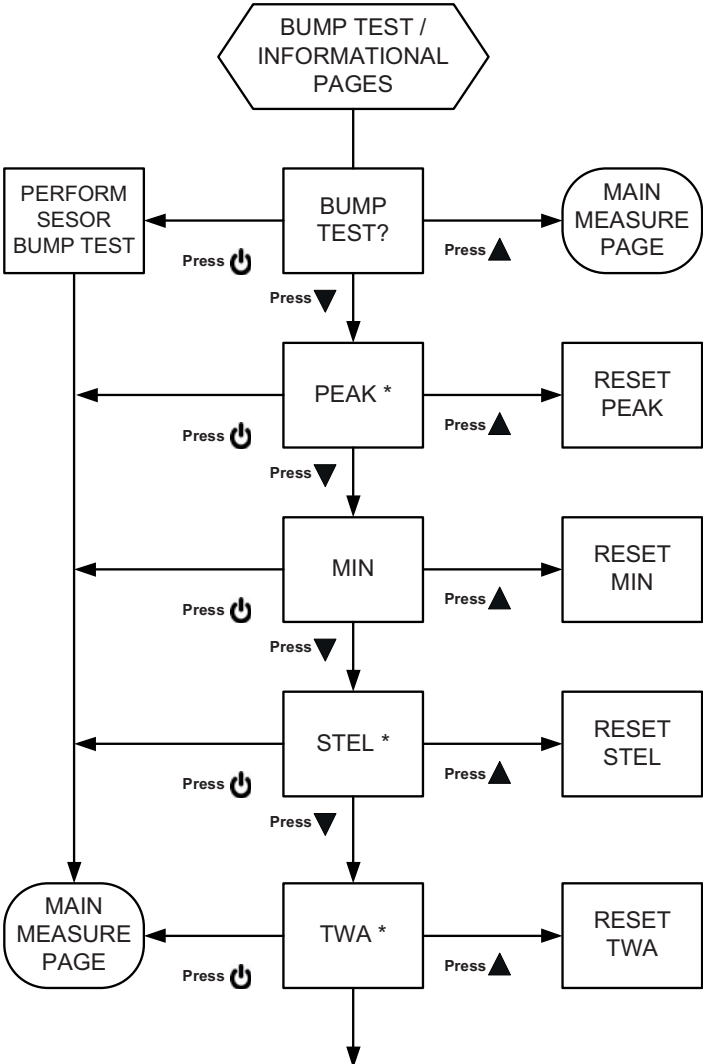 BUMP TEST /
INFORMATIONAL
PAGES
PERFORM
SESOR
BUMP TEST
BUMP
TEST?
MAIN
MEASURE
PAGE
Press
Press
Press
PEAK *
RESET
PEAK
Press
Press
Press
MIN
RESET
MIN
Press
Press
Press
STEL *
RESET
STEL
Press
Press
Press
MAIN
MEASURE
PAGE
TWA *
RESET
TWA
Press
Press